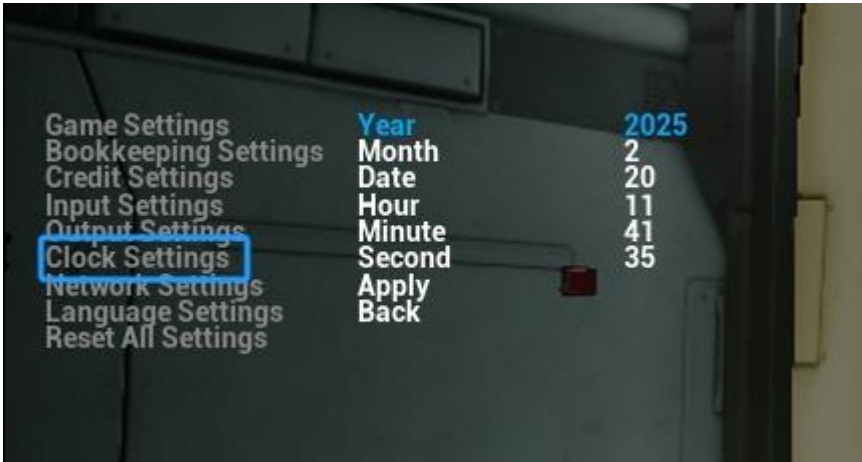 Game Settings
Bookkeeping Settings
Credit Settings
Input Settings
Output Settings
Clock Settings
Network Settings
Language Settings
Reset All Settings
Year 2025
Month 2
Date 20
Hour 11
Minute 41
Second 35
Apply
Back